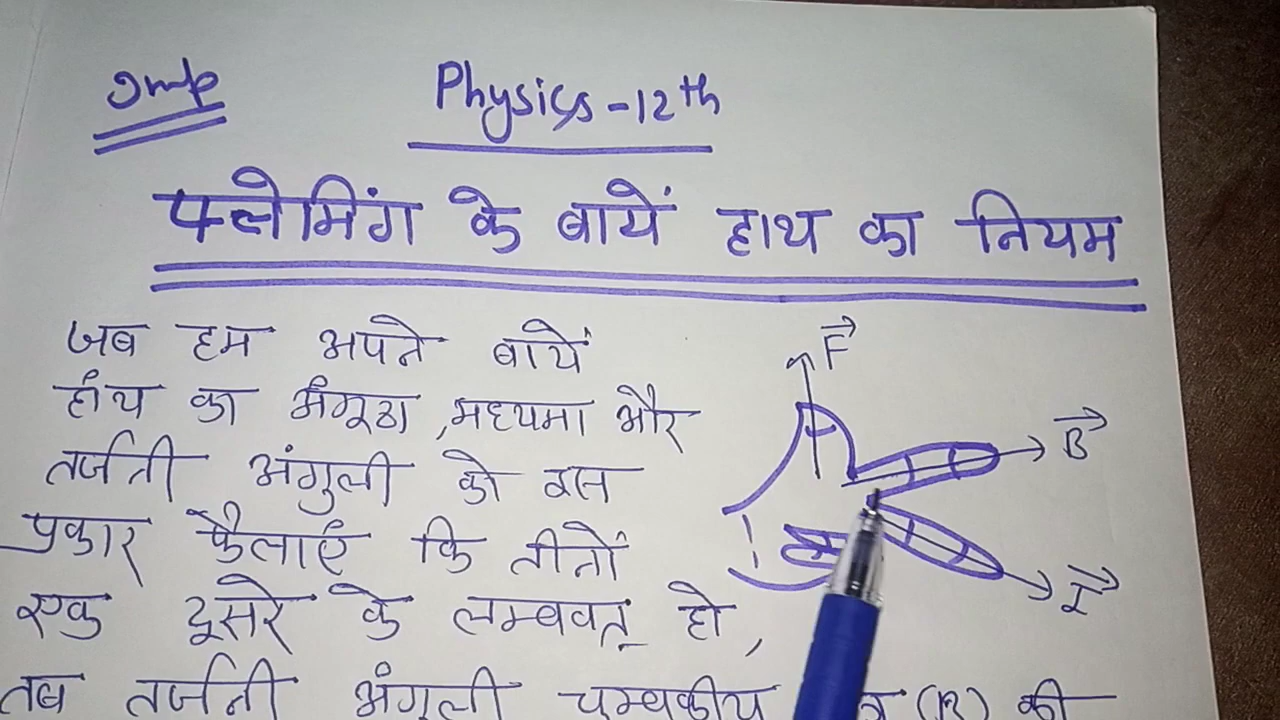 Imp
Physics-12th
फ्लेमिंग के बायें हाथ का नियम
जब हम अपने बायें
हाथ का अंगूठा, मध्यमा और
तर्जनी अंगुली को इस
प्रकार फैलाएँ कि तीनों
एक दूसरे के लम्बवत् हो,
तब तर्जनी अंगुली चुम्बकीय (B) की
F
B
I